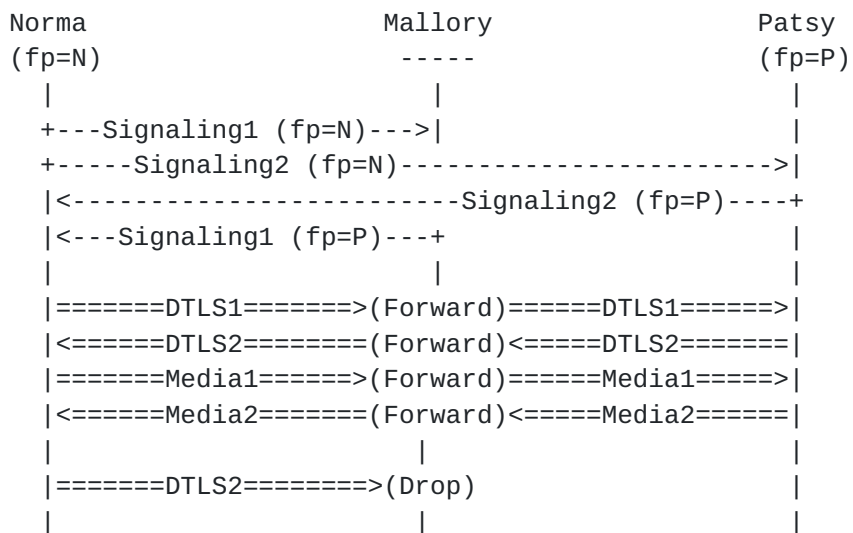 Norma                   Mallory                 Patsy
(fp=N)                   -----                  (fp=P)
  |                        |                      |
  +---Signaling1 (fp=N)--->|                      |
  +-----Signaling2 (fp=N)------------------------>|
  |<-------------------------Signaling2 (fp=P)----+
  |<---Signaling1 (fp=P)---+                      |
  |                        |                      |
  |=======DTLS1=======>(Forward)======DTLS1======>|
  |<======DTLS2========(Forward)<=====DTLS2=======|
  |=======Media1======>(Forward)======Media1=====>|
  |<======Media2=======(Forward)<=====Media2======|
  |                       |                       |
  |=======DTLS2========>(Drop)                    |
  |                       |                       |